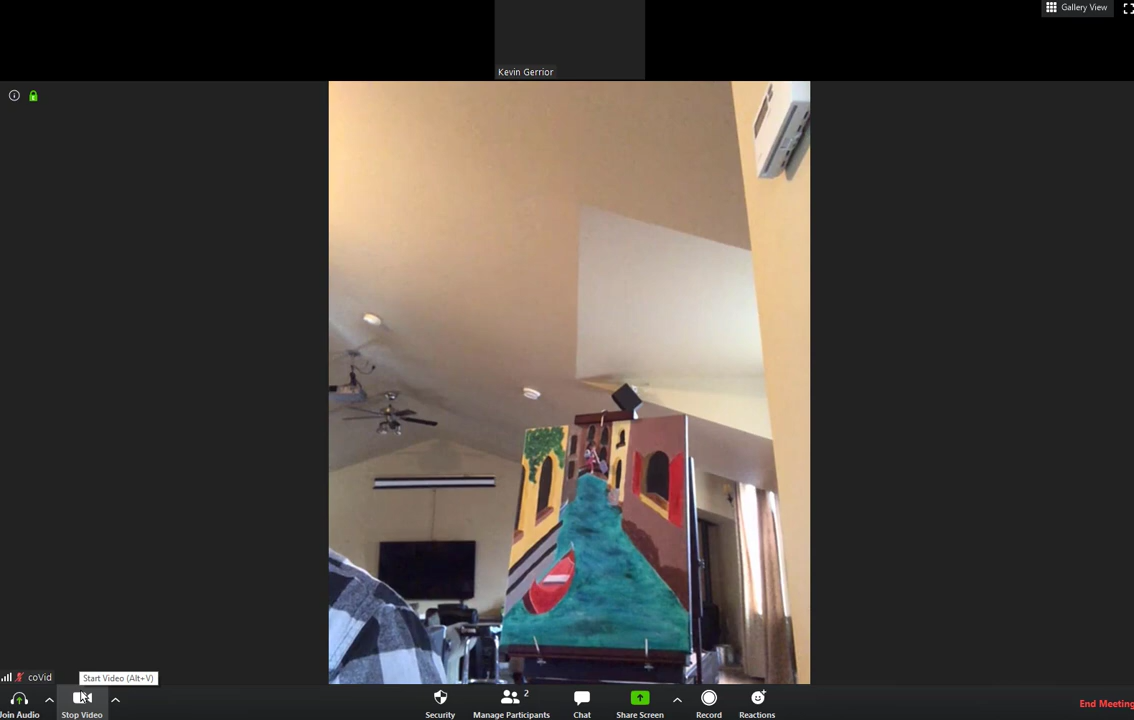 Gallery View
Kevin Gerrior
coVid
Start Video (Alt+V)
Join Audio
Stop Video
Security
Manage Participants
2
Chat
Share Screen
Record
Reactions
End Meeting